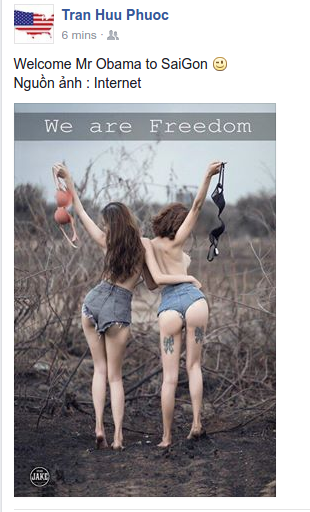 Tran Huu Phuoc
6 mins ·
Welcome Mr Obama to SaiGon
Nguồn ảnh : Internet
We are Freedom
JAKE